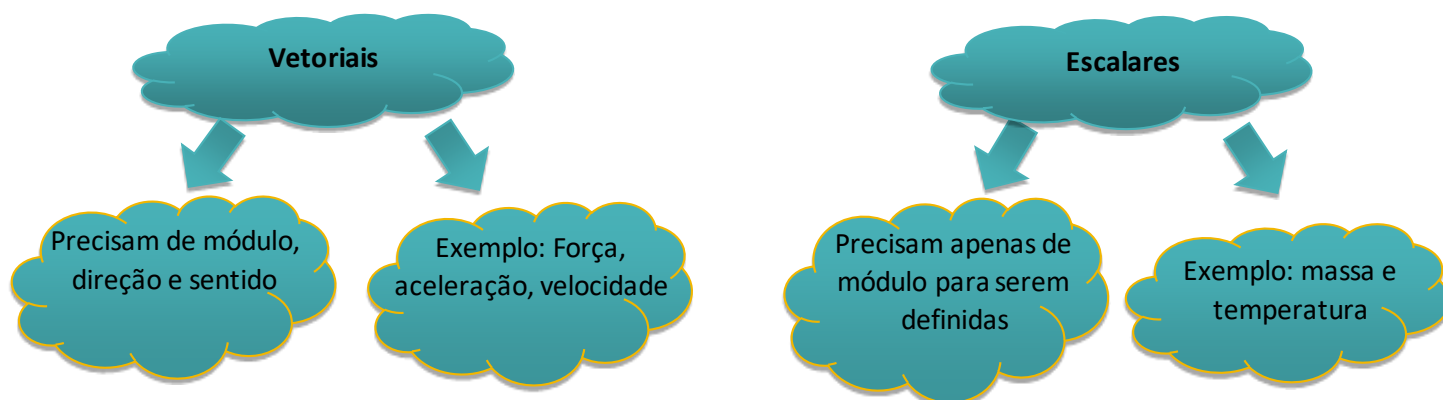 Vetoriais
Precisam de módulo,
direção e sentido
Exemplo: Força,
aceleração, velocidade
Escalares
Precisam apenas de
módulo para serem
definidas
Exemplo: massa e
temperatura